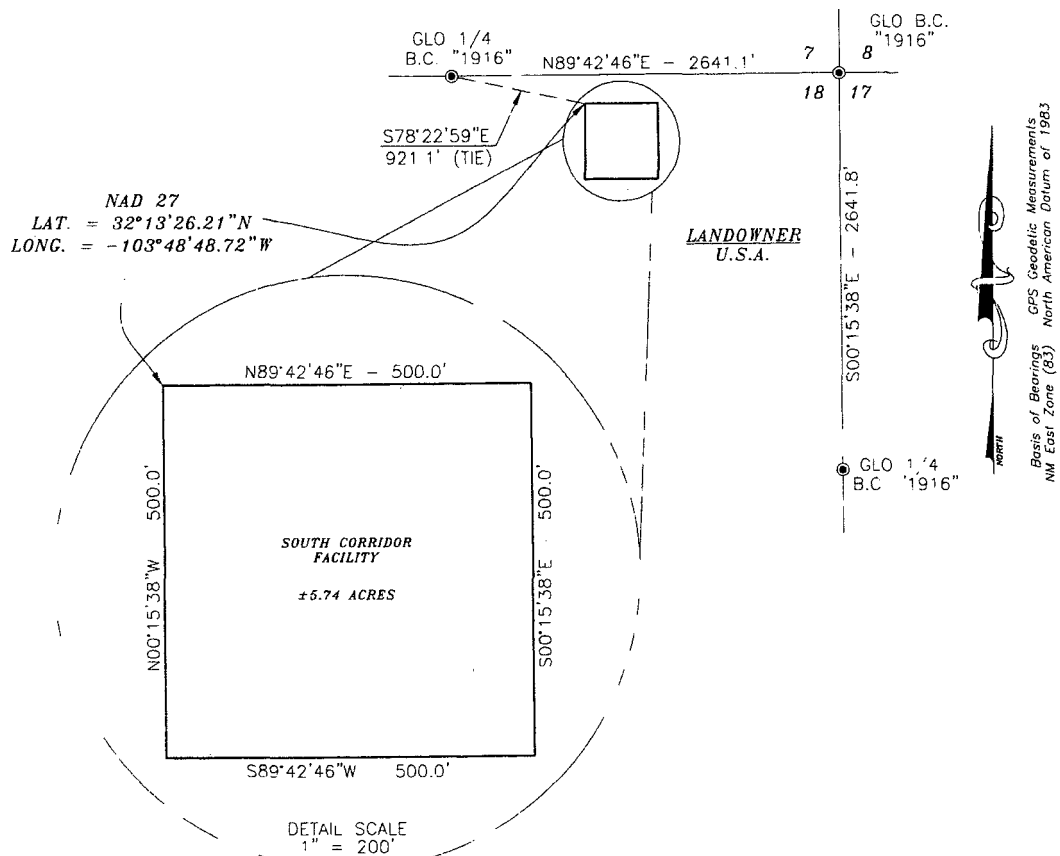 GLO 1/4
B.C. "1916"
N89°42'46"E - 2641.1'
GLO B.C.
"1916"
7 8
18 17
S78°22'59"E
921 1' (TIE)
NAD 27
LAT. = 32°13'26.21"N
LONG. = -103°48'48.72"W
LANDOWNER
U.S.A.
S00°15'38"E - 2641.8'
GLO 1/4
B.C '1916"
NORTH
Basis of Bearings GPS Geodetic Measurements
NM East Zone (83) North American Datum of 1983
N89°42'46"E - 500.0'
N00°15'38"W 500.0'
SOUTH CORRIDOR
FACILITY
±5.74 ACRES
S00°15'38"E 500.0'
S89°42'46"W 500.0'
DETAIL SCALE
1" = 200'